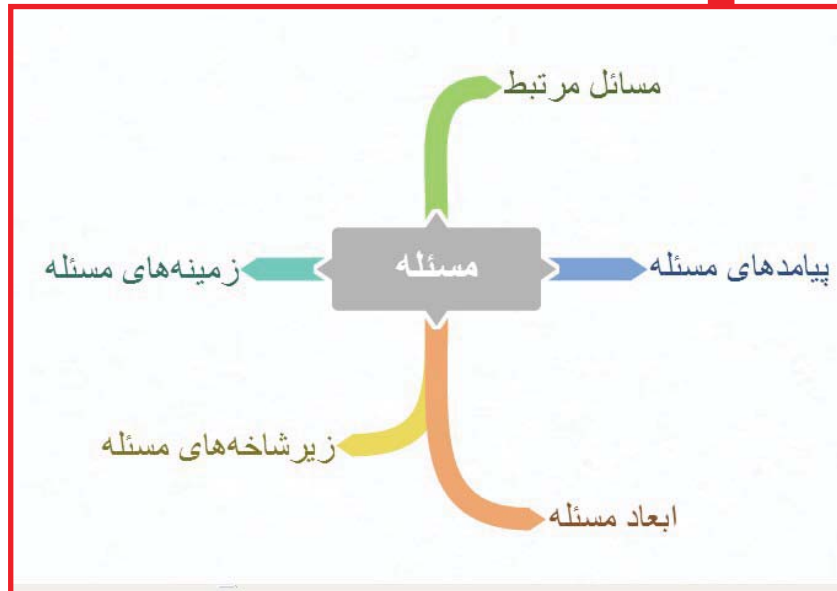 مسائل مرتبط
پیامدهای مسئله
مسئله
زمینه‌های مسئله
زیرشاخه‌های مسئله
ابعاد مسئله